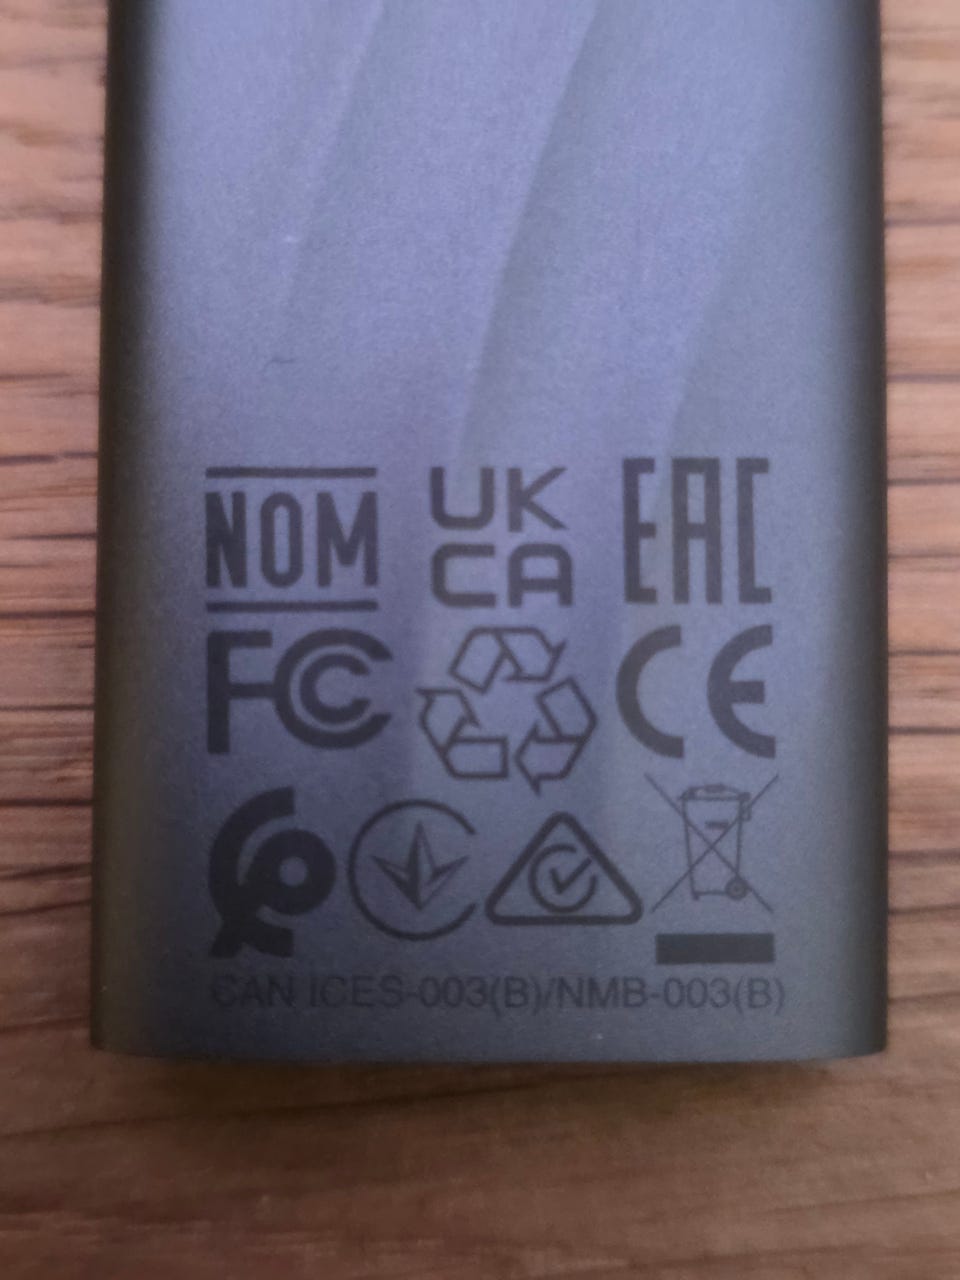 NOM
UK
CA
EAC
FC
CE
CAN ICES-003(B)/NMB-003(B)